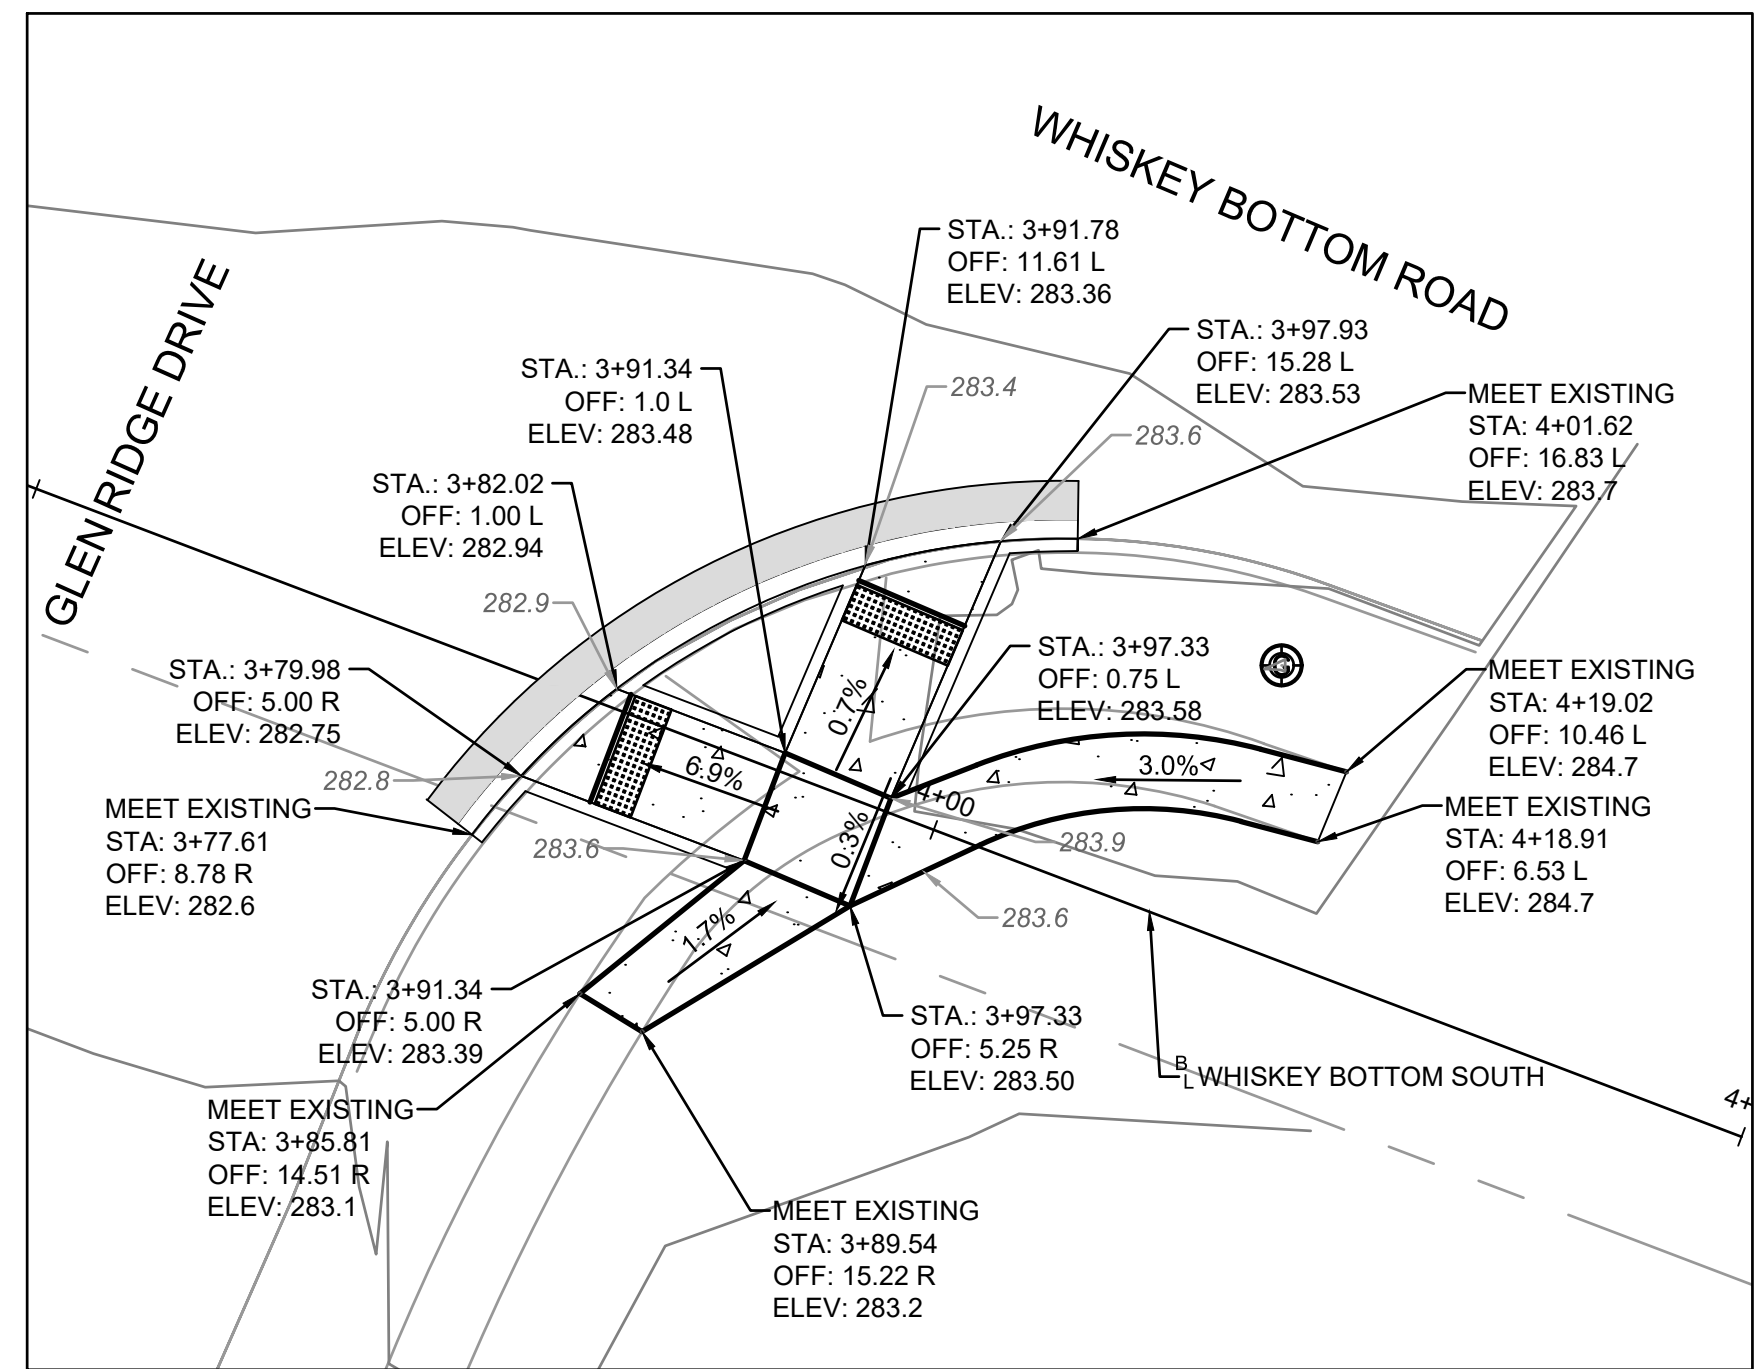 WHISKEY BOTTOM ROAD
GLEN RIDGE DRIVE
STA.: 3+91.78
OFF: 11.61 L
ELEV: 283.36
STA.: 3+97.93
OFF: 15.28 L
ELEV: 283.53
STA.: 3+91.34
OFF: 1.0 L
ELEV: 283.48
283.4
283.6
MEET EXISTING
STA: 4+01.62
OFF: 16.83 L
ELEV: 283.7
STA.: 3+82.02
OFF: 1.00 L
ELEV: 282.94
282.9
STA.: 3+79.98
OFF: 5.00 R
ELEV: 282.75
282.8
STA.: 3+97.33
OFF: 0.75 L
ELEV: 283.58
MEET EXISTING
STA: 4+19.02
OFF: 10.46 L
ELEV: 284.7
0.7%
6.9%
3.0%
4+00
0.3%
MEET EXISTING
STA: 3+77.61
OFF: 8.78 R
ELEV: 282.6
283.6
283.9
MEET EXISTING
STA: 4+18.91
OFF: 6.53 L
ELEV: 284.7
283.6
1.7%
STA.: 3+91.34
OFF: 5.00 R
ELEV: 283.39
STA.: 3+97.33
OFF: 5.25 R
ELEV: 283.50
BL WHISKEY BOTTOM SOUTH
4+
MEET EXISTING
STA: 3+85.81
OFF: 14.51 R
ELEV: 283.1
MEET EXISTING
STA: 3+89.54
OFF: 15.22 R
ELEV: 283.2